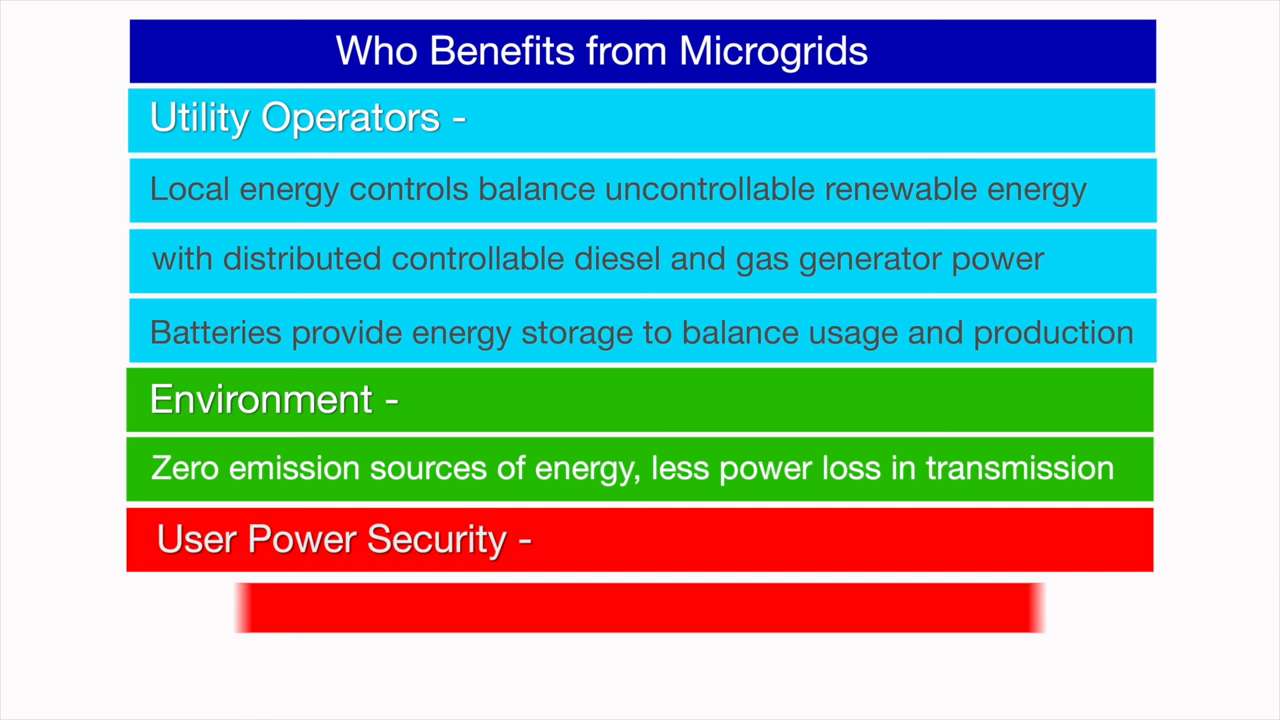 Who Benefits from Microgrids
Utility Operators -
Local energy controls balance uncontrollable renewable energy
with distributed controllable diesel and gas generator power
Batteries provide energy storage to balance usage and production
Environment -
Zero emission sources of energy, less power loss in transmission
User Power Security -